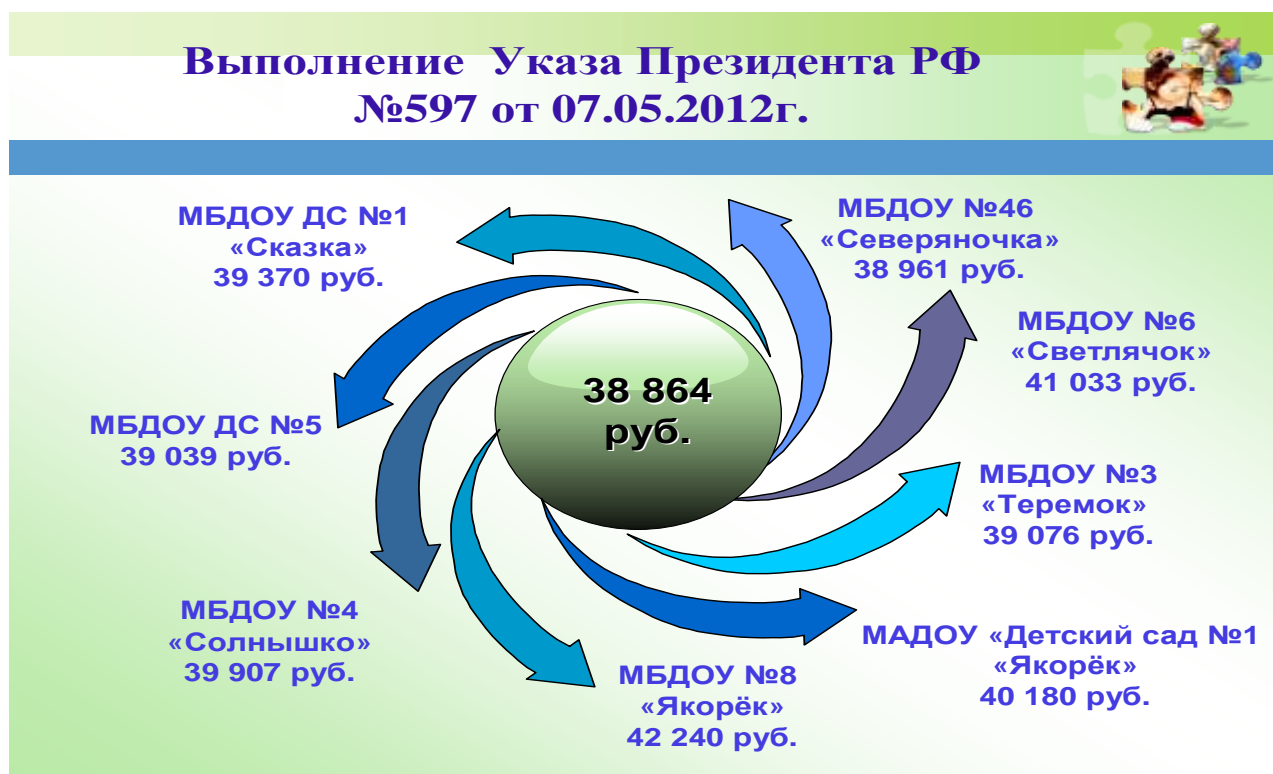 Выполнение Указа Президента РФ
№597 от 07.05.2012г.
МБДОУ ДС №1
«Сказка»
39 370 руб.
МБДОУ №46
«Северяночка»
38 961 руб.
МБДОУ №6
«Светлячок»
41 033 руб.
38 864
руб.
МБДОУ ДС №5
39 039 руб.
МБДОУ №3
«Теремок»
39 076 руб.
МБДОУ №4
«Солнышко»
39 907 руб.
МАДОУ «Детский сад №1
«Якорёк»
40 180 руб.
МБДОУ №8
«Якорёк»
42 240 руб.